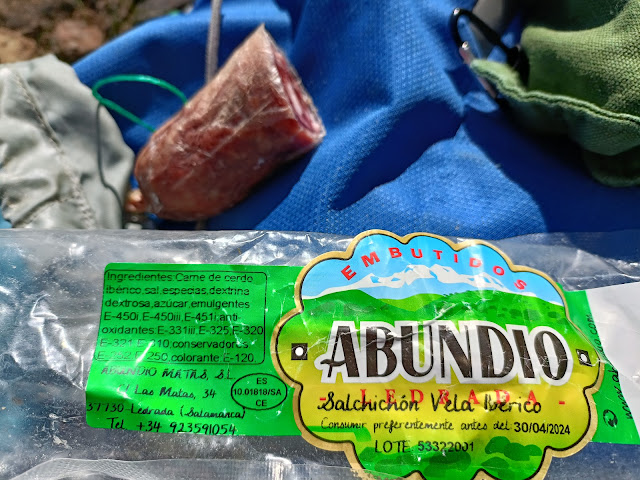 Ingredientes:Carne de cerdo
ibérico,sal,especias,dextrina
dextrosa,azúcar,emulgentes
E-450i,E-450iii,E-451,anti-
oxidantes:E-331iii,E-325,E-320
conservadores
E-250,colorante:E-120
ABUNDIO MATAS, S.L.
Las Matas, 34
37730 Ledrada (Salamanca)
Tel. +34 923591054
ES
10.01818/SA
CE
EMBUTIDOS
ABUNDIO
- LEDRADA -
Salchichón Vela Ibérico
Consumir preferentemente antes del 30/04/2024
LOTE 53322001